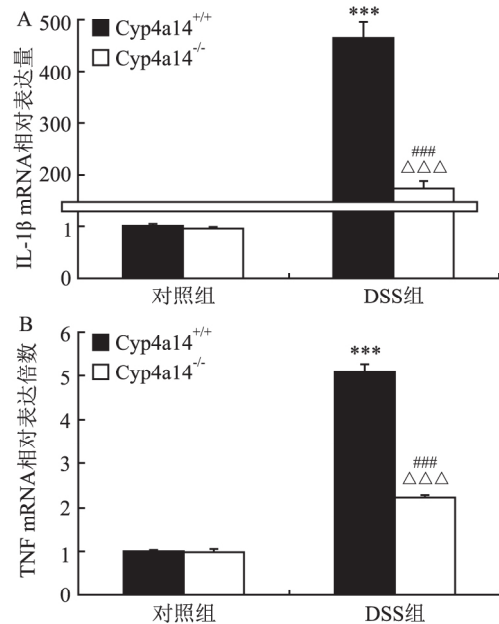 A
IL-1β mRNA相对表达量
500
400
300
200
1
0
Cyp4a14+/+
Cyp4a14-/-
***
###
△△△
对照组
DSS组
B
TNF mRNA相对表达倍数
6
5
4
3
2
1
0
Cyp4a14+/+
Cyp4a14-/-
***
###
△△△
对照组
DSS组